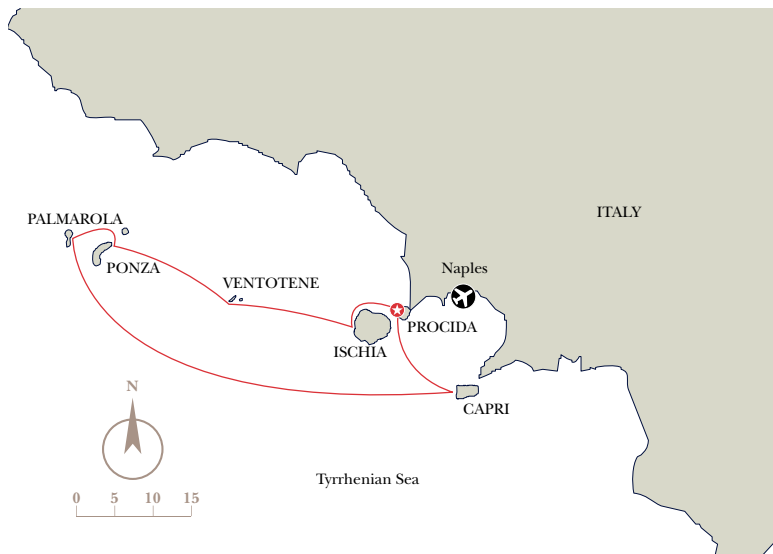 ITALY
PALMAROLA
PONZA
Naples
VENTOTENE
PROCIDA
ISCHIA
CAPRI
N
Tyrrhenian Sea
0 5 10 15